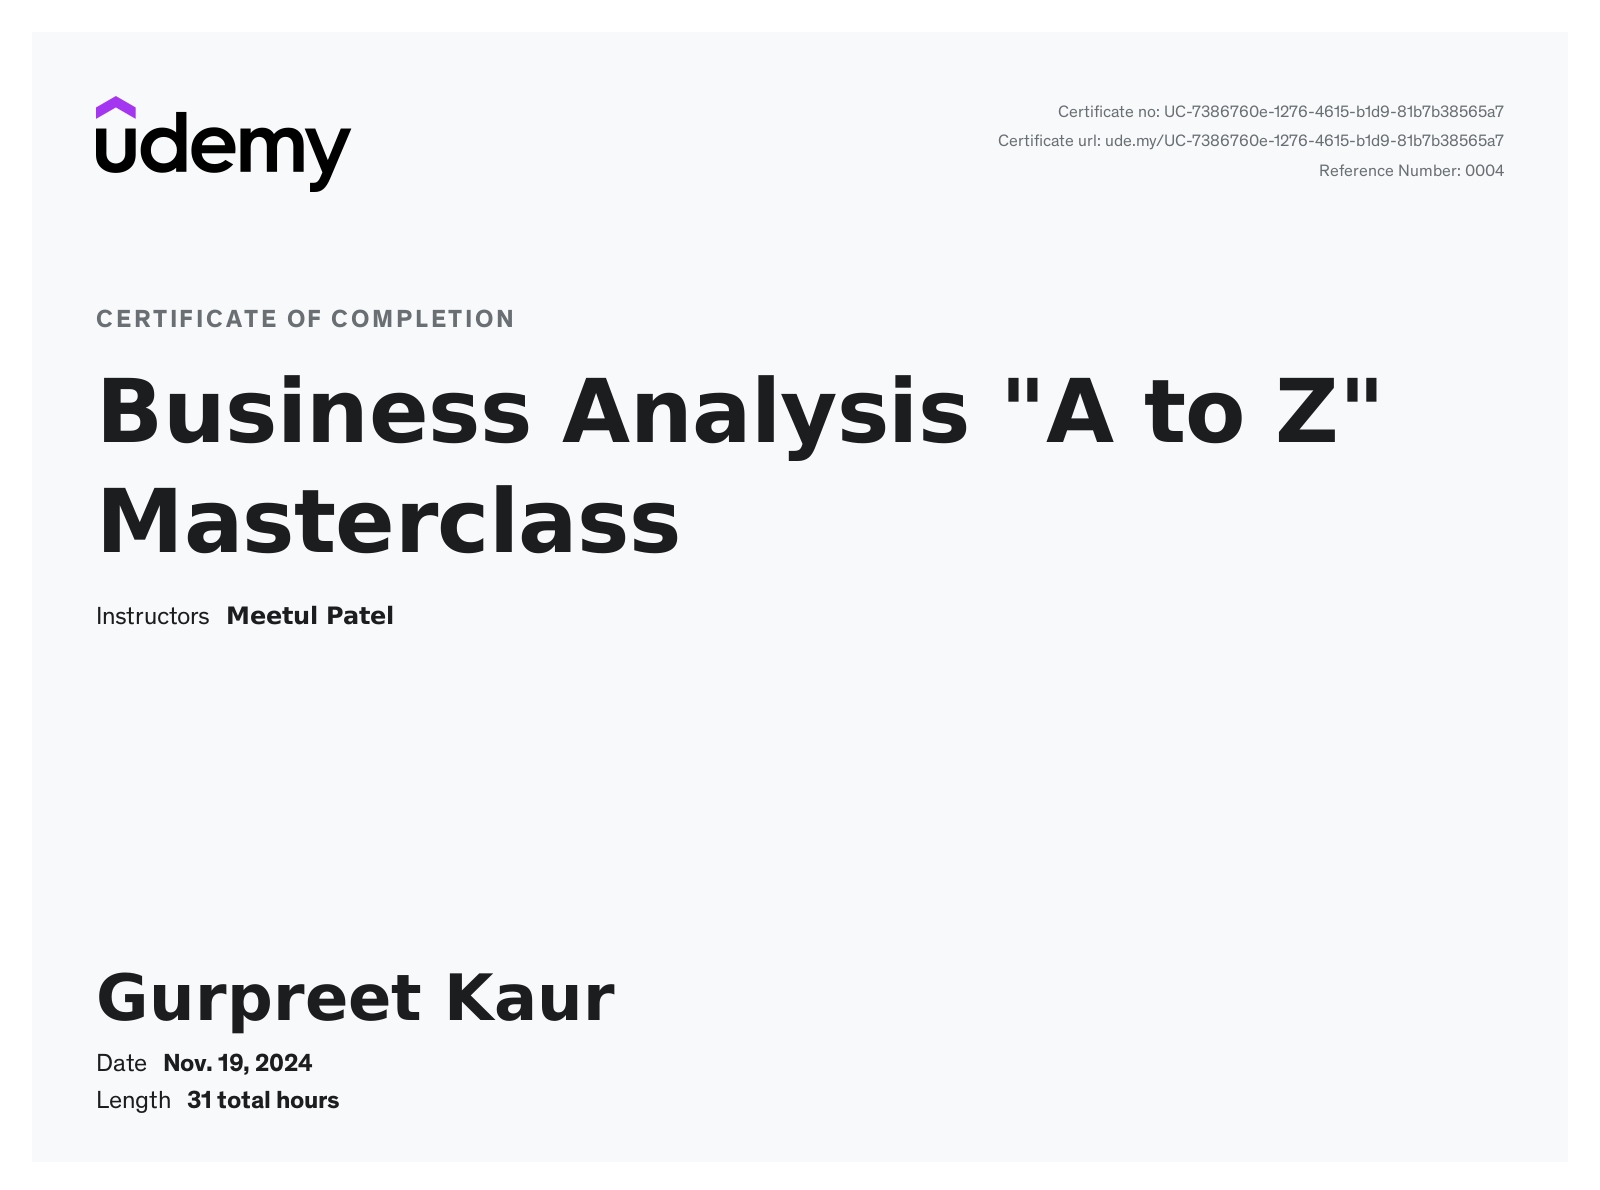 udemy
Certificate no: UC-7386760e-1276-4615-b1d9-81b7b38565a7
Certificate url: ude.my/UC-7386760e-1276-4615-b1d9-81b7b38565a7
Reference Number: 0004
CERTIFICATE OF COMPLETION
Business Analysis "A to Z"
Masterclass
Instructors Meetul Patel
Gurpreet Kaur
Date Nov. 19, 2024
Length 31 total hours